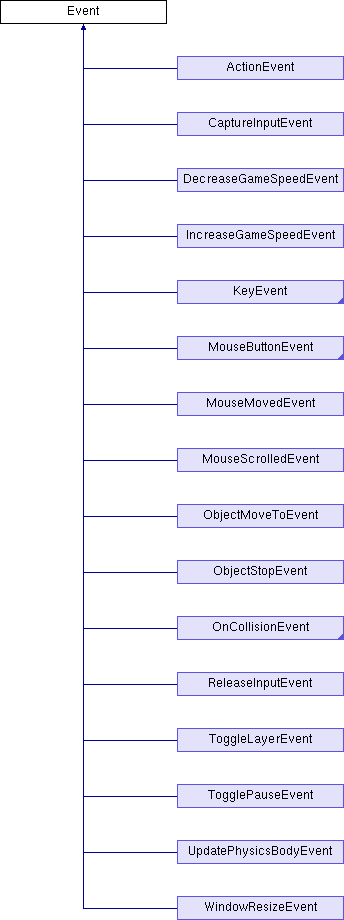 Event
ActionEvent
CaptureInputEvent
DecreaseGameSpeedEvent
IncreaseGameSpeedEvent
KeyEvent
MouseButtonEvent
MouseMovedEvent
MouseScrolledEvent
ObjectMoveToEvent
ObjectStopEvent
OnCollisionEvent
ReleaseInputEvent
ToggleLayerEvent
TogglePauseEvent
UpdatePhysicsBodyEvent
WindowResizeEvent